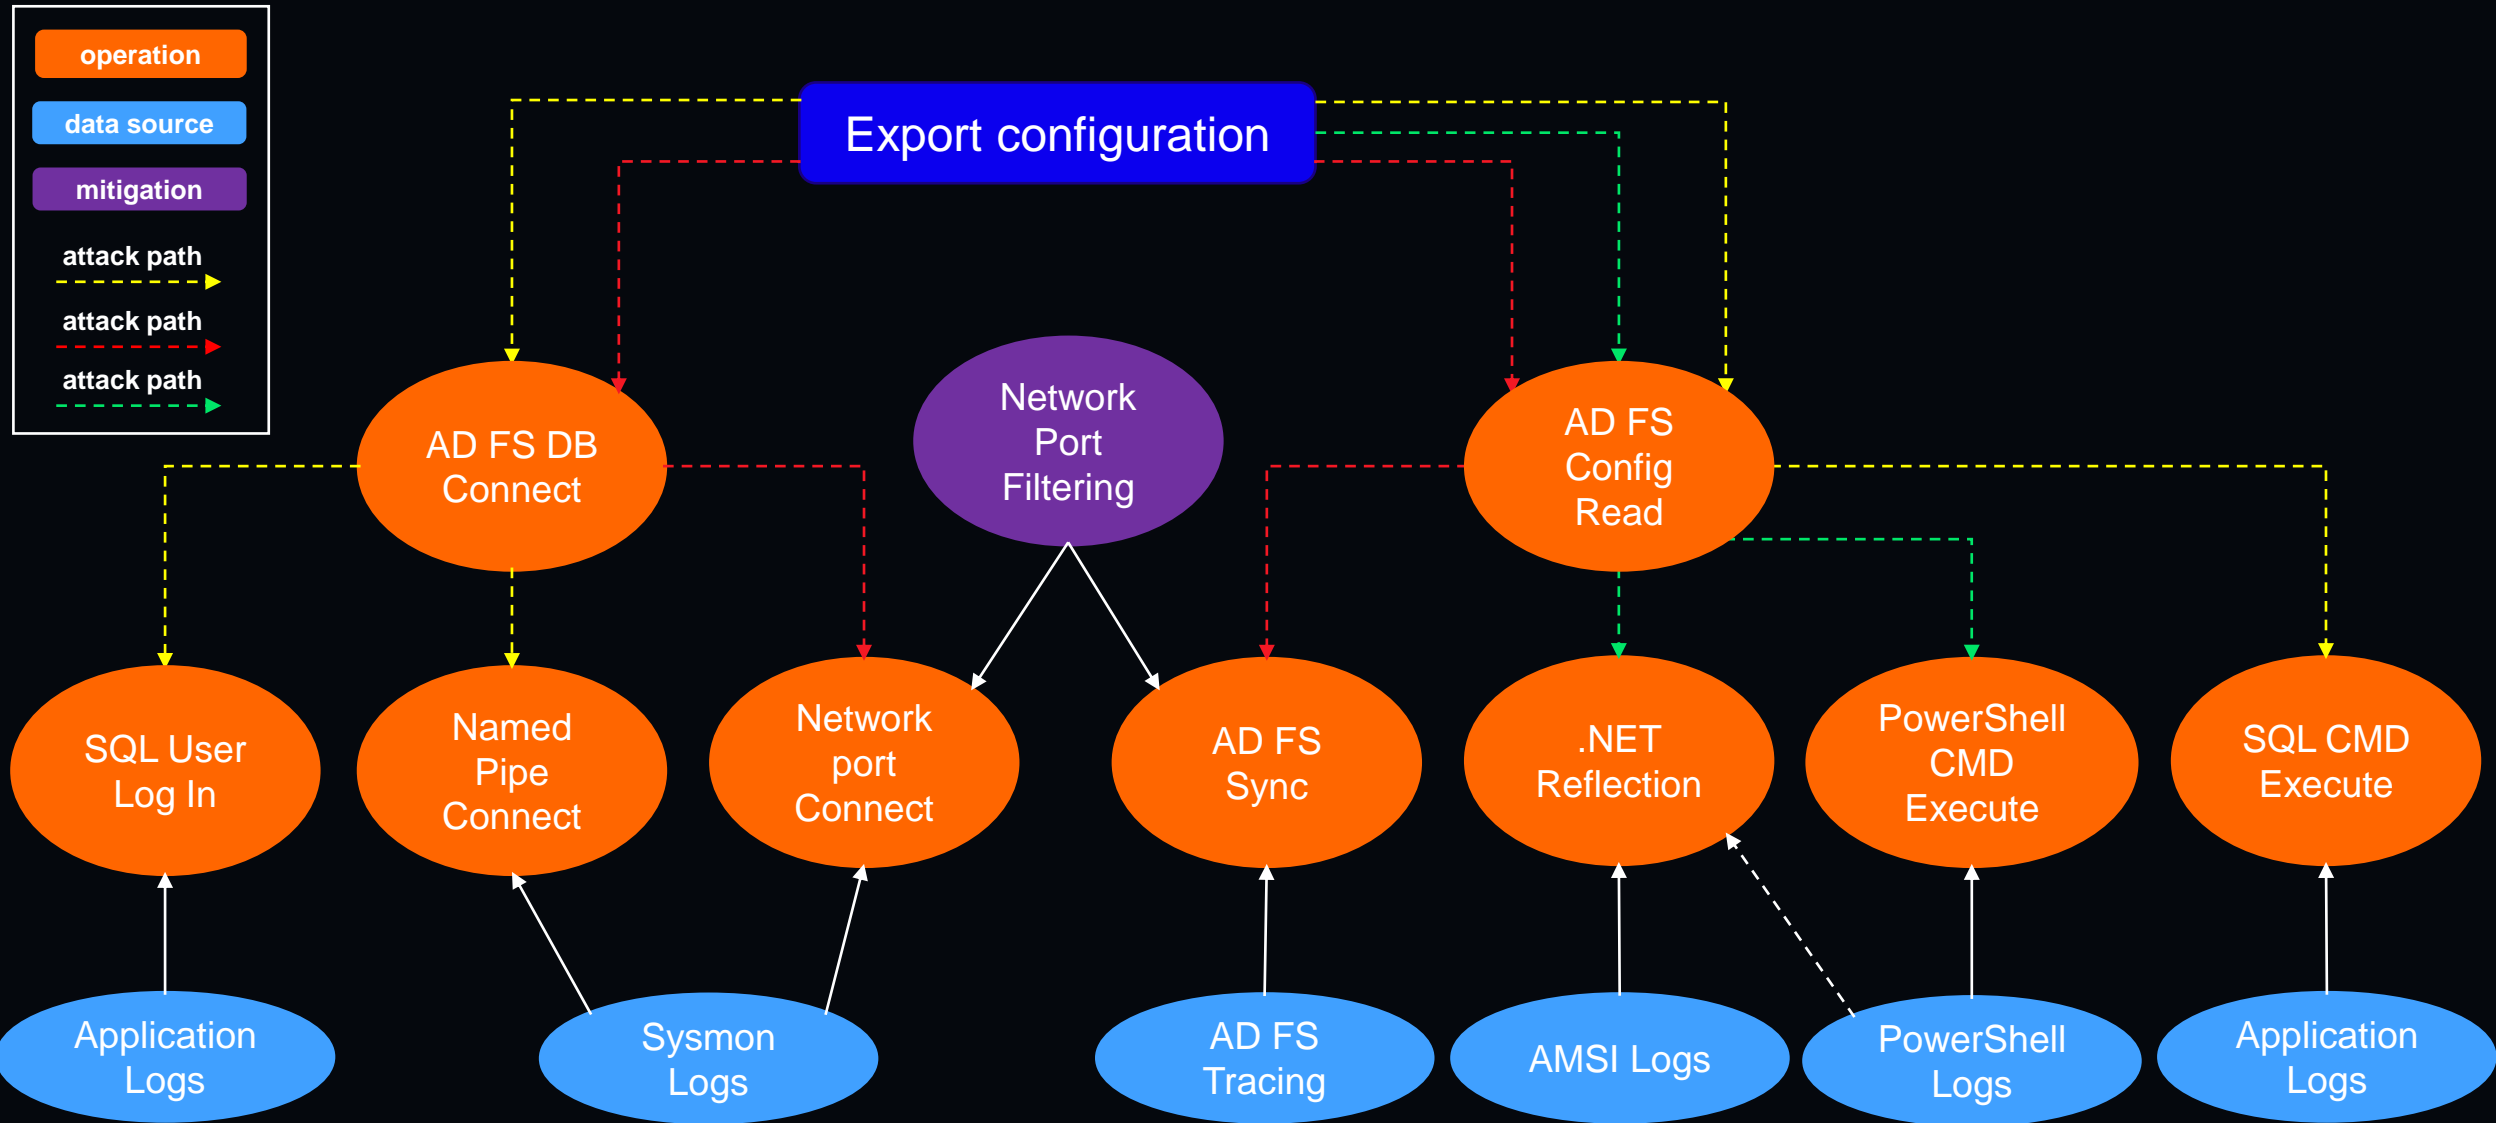 operation
data source
mitigation
attack path
attack path
attack path
Export configuration
AD FS DB
Connect
Network
Port
Filtering
AD FS
Config
Read
SQL User
Log In
Named
Pipe
Connect
Network
port
Connect
AD FS
Sync
.NET
Reflection
PowerShell
CMD
Execute
SQL CMD
Execute
Application
Logs
Sysmon
Logs
AD FS
Tracing
AMSI Logs
PowerShell
Logs
Application
Logs